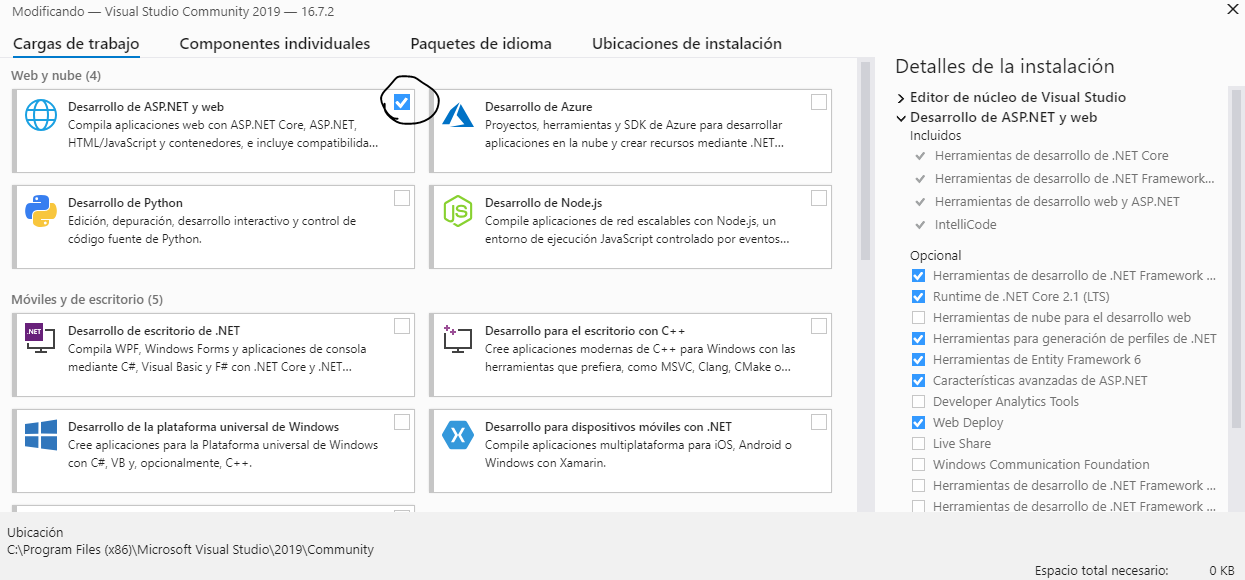 Modificando — Visual Studio Community 2019 — 16.7.2
Cargas de trabajo
Componentes individuales
Paquetes de idioma
Ubicaciones de instalación
Web y nube (4)
Desarrollo de ASP.NET y web
Compila aplicaciones web con ASP.NET Core, ASP.NET,
HTML/JavaScript y contenedores, e incluye compatibilida...
Desarrollo de Azure
Proyectos, herramientas y SDK de Azure para desarrollar
aplicaciones en la nube y crear recursos mediante .NET...
Desarrollo de Python
Edición, depuración, desarrollo interactivo y control de
código fuente de Python.
JS
Desarrollo de Node.js
Compile aplicaciones de red escalables con Node.js, un
entorno de ejecución JavaScript controlado por eventos...
Móviles y de escritorio (5)
.NET
Desarrollo de escritorio de .NET
Compila WPF, Windows Forms y aplicaciones de consola
mediante C#, Visual Basic y F# con .NET Core y .NET...
Desarrollo para el escritorio con C++
Cree aplicaciones modernas de C++ para Windows con las
herramientas que prefiera, como MSVC, Clang, CMake o...
Desarrollo de la plataforma universal de Windows
Cree aplicaciones para la Plataforma universal de Windows
con C#, VB y, opcionalmente, C++.
Desarrollo para dispositivos móviles con .NET
Compile aplicaciones multiplataforma para iOS, Android o
Windows con Xamarin.
Detalles de la instalación
Editor de núcleo de Visual Studio
Desarrollo de ASP.NET y web
Incluidos
Herramientas de desarrollo de .NET Core
Herramientas de desarrollo de .NET Framework...
Herramientas de desarrollo web y ASP.NET
IntelliCode
Opcional
Herramientas de desarrollo de .NET Framework ...
Runtime de .NET Core 2.1 (LTS)
Herramientas de nube para el desarrollo web
Herramientas para generación de perfiles de .NET
Herramientas de Entity Framework 6
Características avanzadas de ASP.NET
Developer Analytics Tools
Web Deploy
Live Share
Windows Communication Foundation
Herramientas de desarrollo de .NET Framework ...
Herramientas de desarrollo de .NET Framework ...
Ubicación
C:\Program Files (x86)\Microsoft Visual Studio\2019\Community
Espacio total necesario: 0 KB